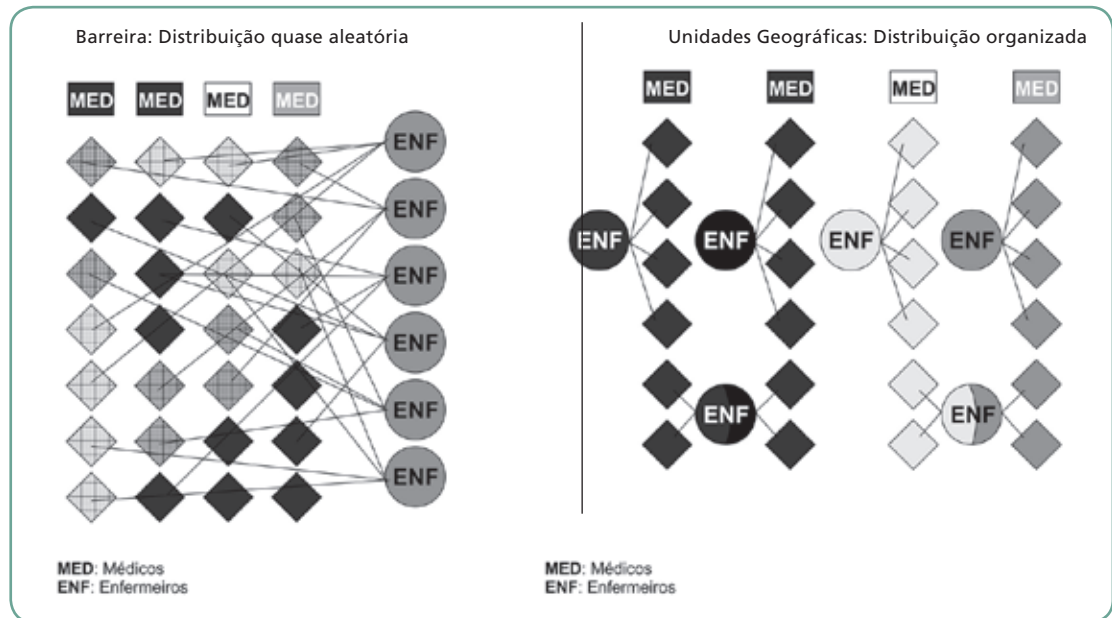 Barreira: Distribuição quase aleatória
MED MED MED MED
ENF
ENF
ENF
ENF
ENF
ENF
MED: Médicos
ENF: Enfermeiros
Unidades Geográficas: Distribuição organizada
MED MED MED MED
ENF ENF ENF ENF
ENF ENF
MED: Médicos
ENF: Enfermeiros